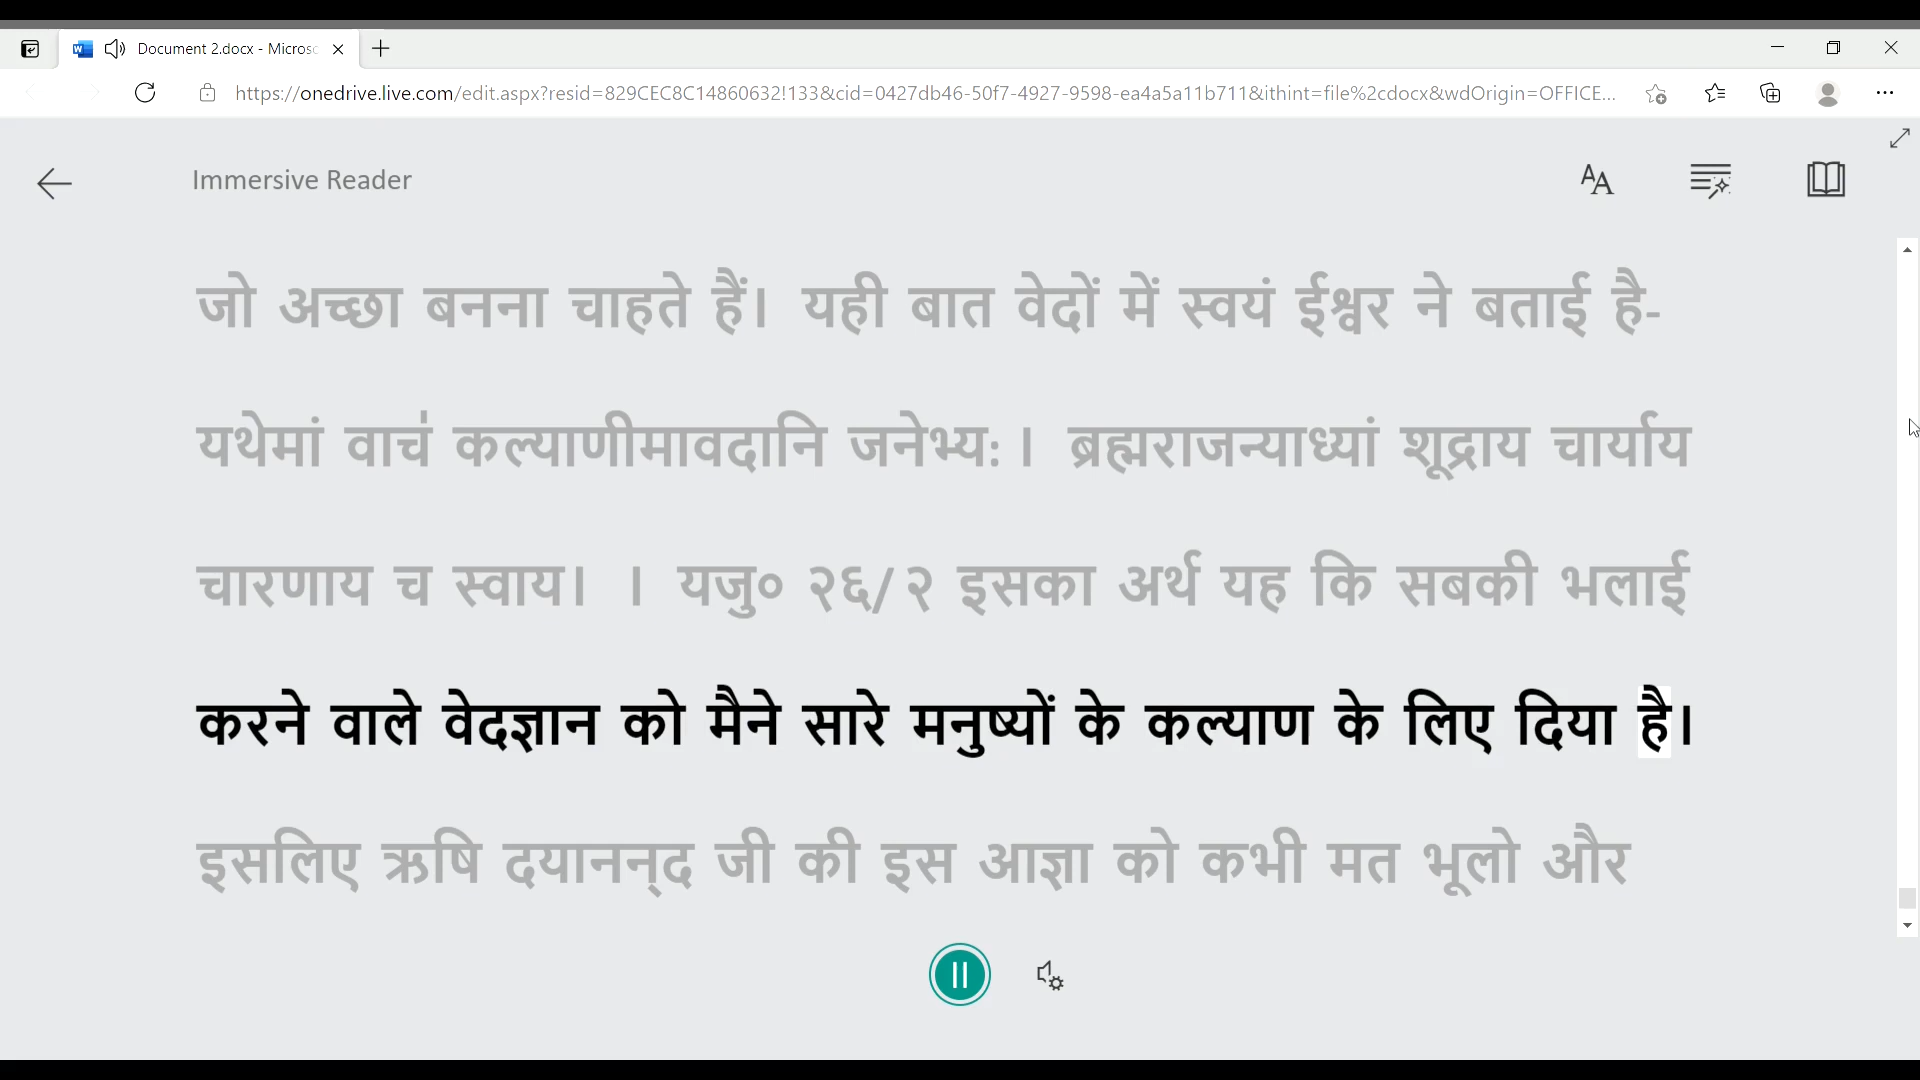 Document 2.docx - Micros
https://onedrive.live.com/edit.aspx?resid=829CEC8C14860632!133&cid=0427db46-50f7-4927-9598-ea4a5a11b711&ithint=file%2cdocx&wdOrigin=OFFICE...
Immersive Reader
जो अच्छा बनना चाहते हैं। यही बात वेदों में स्वयं ईश्वर ने बताई है-
यथेमां वाचं॑ कल्याणीमावदानि जनेभ्यः। ब्रह्मराजन्याध्यां शूद्राय चार्याय
चारणाय च स्वाय। । यजु० २६/२ इसका अर्थ यह कि सबकी भलाई
करने वाले वेदज्ञान को मैने सारे मनुष्यों के कल्याण के लिए दिया है।
इसलिए ऋषि दयानन्द जी की इस आज्ञा को कभी मत भूलो और